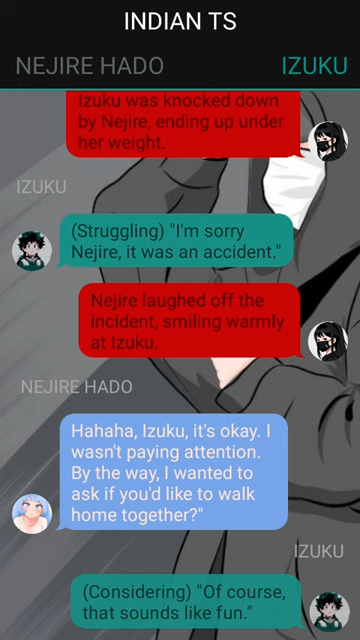 INDIAN TS
NEJIRE HADO
IZUKU
Izuku was knocked down
by Nejire, ending up under
her weight.
IZUKU
(Struggling) "I'm sorry
Nejire, it was an accident."
Nejire laughed off the
incident, smiling warmly
at Izuku.
NEJIRE HADO
Hahaha, Izuku, it's okay. I
wasn't paying attention.
By the way, I wanted to
ask if you'd like to walk
home together?"
IZUKU
(Considering) "Of course,
that sounds like fun."